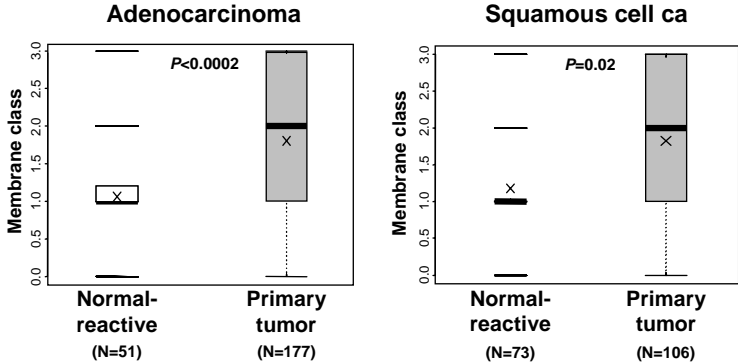 Adenocarcinoma
Squamous cell ca
Membrane class
3.0
2.5
2.0
1.5
1.0
0.5
0.0
P<0.0002
Normal-
reactive
(N=51)
Primary
tumor
(N=177)
Membrane class
3.0
2.5
2.0
1.5
1.0
0.5
0.0
P=0.02
Normal-
reactive
(N=73)
Primary
tumor
(N=106)